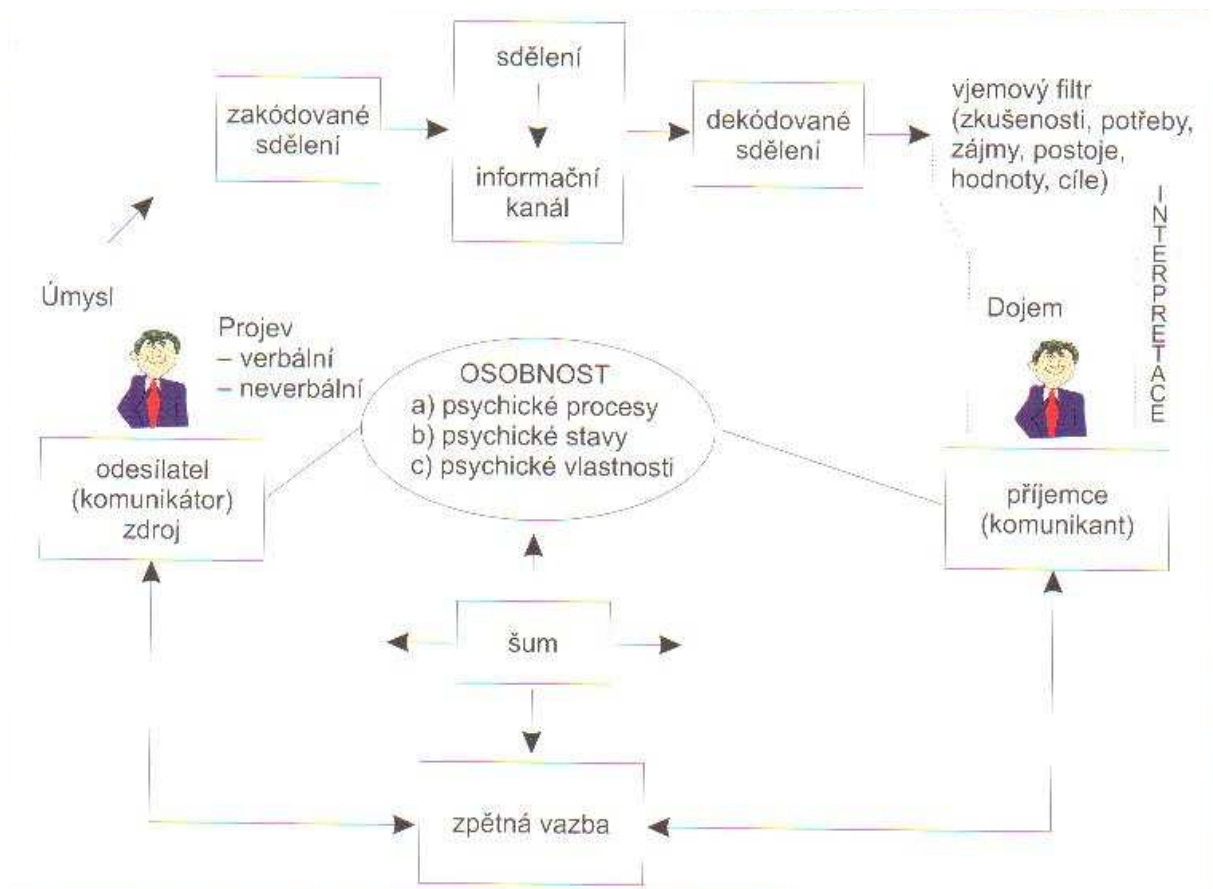 sdělení
zakódované
sdělení
informační
kanál
dekódované
sdělení
vjemový filtr
(zkušenosti, potřeby,
zájmy, postoje,
hodnoty, cíle)
INTERPRETACE
Úmysl
Projev
– verbální
– neverbální
OSOBNOST
a) psychické procesy
b) psychické stavy
c) psychické vlastnosti
Dojem
odesílatel
(komunikátor)
zdroj
příjemce
(komunikant)
šum
zpětná vazba